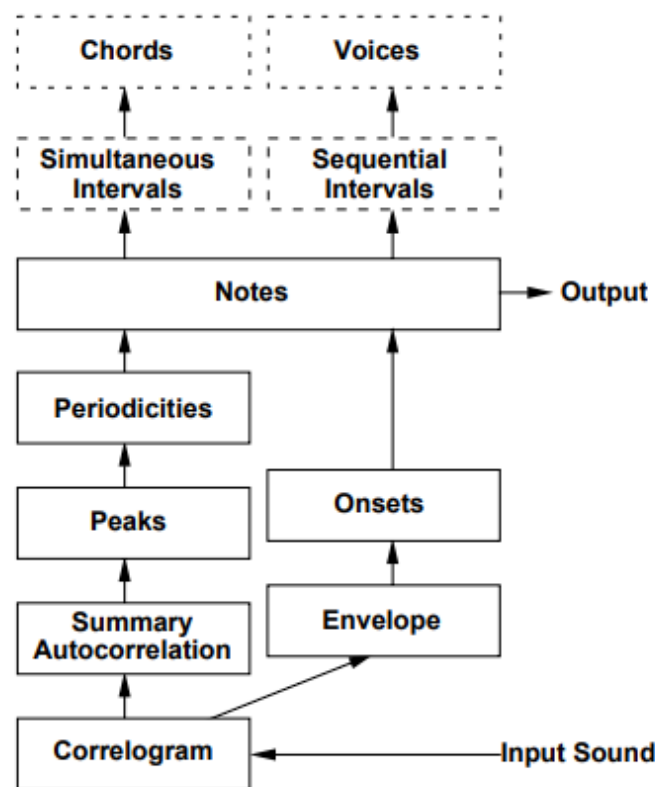 Chords
Voices
Simultaneous
Intervals
Sequential
Intervals
Notes
Output
Periodicities
Peaks
Onsets
Summary
Autocorrelation
Envelope
Correlogram
Input Sound